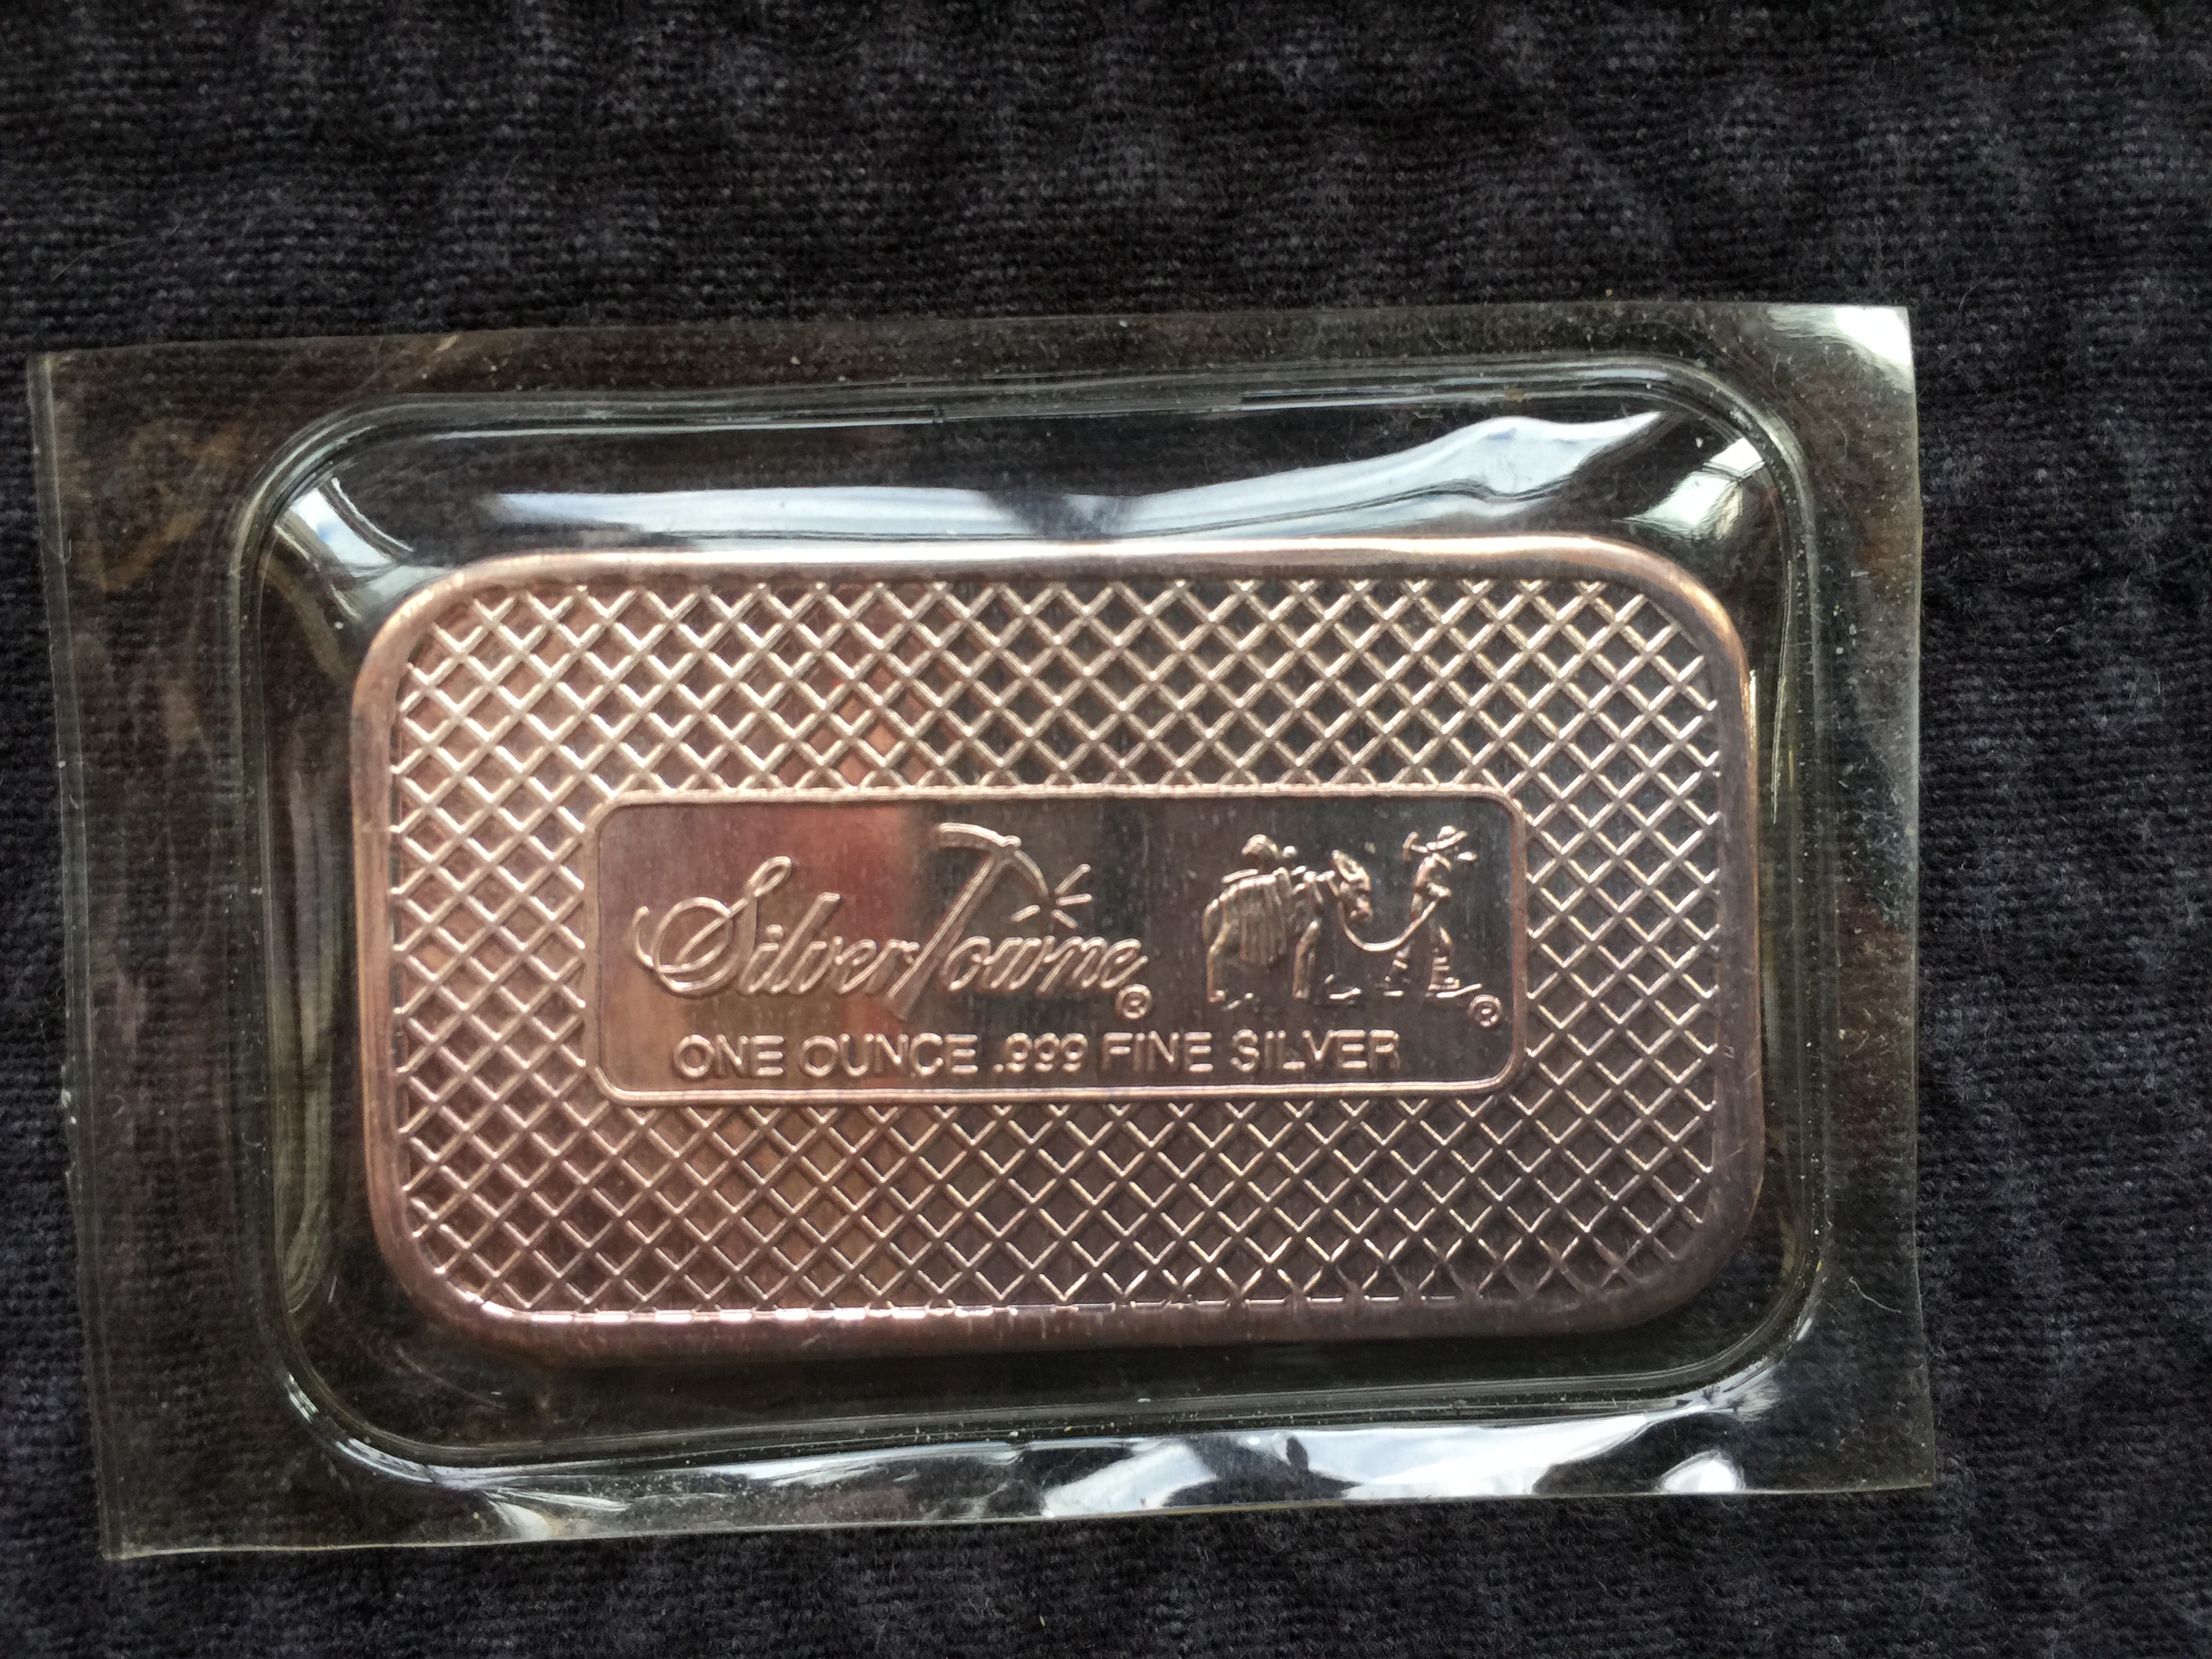 SilverTowne®
®
ONE OUNCE .999 FINE SILVER